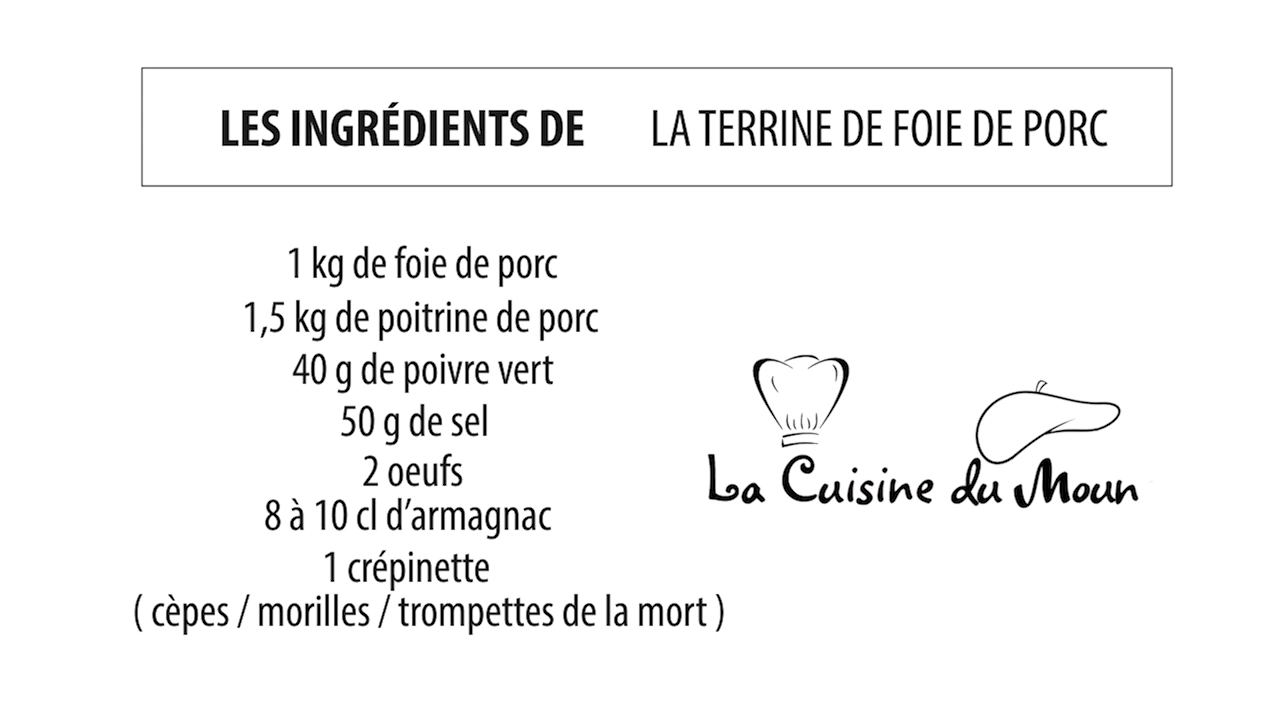 LES INGRÉDIENTS DE LA TERRINE DE FOIE DE PORC
1 kg de foie de porc
1,5 kg de poitrine de porc
40 g de poivre vert
50 g de sel
2 oeufs
8 à 10 cl d’armagnac
1 crépinette
( cèpes / morilles / trompettes de la mort )
La Cuisine du Moun